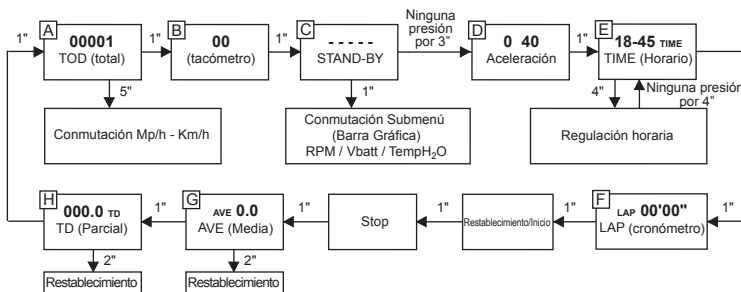 A
00001
TOD (total)
1"
1"
B
00
(tacómetro)
1"
C
- - - - -
STAND-BY
Ninguna
presión
por 3"
D
0 40
Aceleración
1"
E
18-45 TIME
TIME (Horario)
5"
Conmutación Mp/h - Km/h
1"
Conmutación Submenú
(Barra Gráfica)
RPM / Vbatt / TempH₂O
4"
Ninguna presión
por 4"
Regulación horaria
H
000.0 TD
TD (Parcial)
1"
G
AVE 0.0
AVE (Media)
1"
Stop
1"
Restablecimiento/Inicio
1"
F
LAP 00'00"
LAP (cronómetro)
1"
2"
Restablecimiento
2"
Restablecimiento